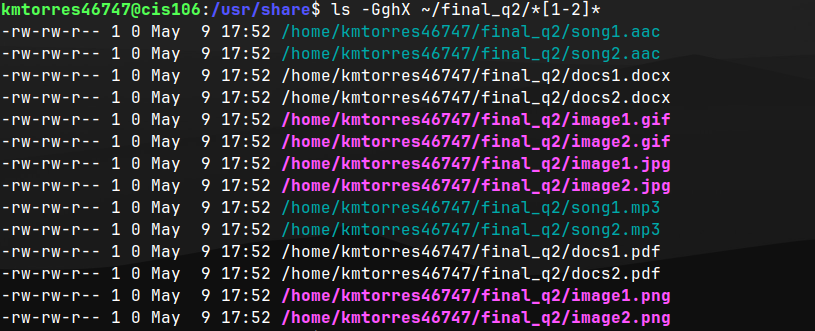 kmtorres46747@cis106:/usr/share$ ls -GghX ~/final_q2/*[1-2]*
-rw-rw-r-- 1 0 May  9 17:52 /home/kmtorres46747/final_q2/song1.aac
-rw-rw-r-- 1 0 May  9 17:52 /home/kmtorres46747/final_q2/song2.aac
-rw-rw-r-- 1 0 May  9 17:52 /home/kmtorres46747/final_q2/docs1.docx
-rw-rw-r-- 1 0 May  9 17:52 /home/kmtorres46747/final_q2/docs2.docx
-rw-rw-r-- 1 0 May  9 17:52 /home/kmtorres46747/final_q2/image1.gif
-rw-rw-r-- 1 0 May  9 17:52 /home/kmtorres46747/final_q2/image2.gif
-rw-rw-r-- 1 0 May  9 17:52 /home/kmtorres46747/final_q2/image1.jpg
-rw-rw-r-- 1 0 May  9 17:52 /home/kmtorres46747/final_q2/image2.jpg
-rw-rw-r-- 1 0 May  9 17:52 /home/kmtorres46747/final_q2/song1.mp3
-rw-rw-r-- 1 0 May  9 17:52 /home/kmtorres46747/final_q2/song2.mp3
-rw-rw-r-- 1 0 May  9 17:52 /home/kmtorres46747/final_q2/docs1.pdf
-rw-rw-r-- 1 0 May  9 17:52 /home/kmtorres46747/final_q2/docs2.pdf
-rw-rw-r-- 1 0 May  9 17:52 /home/kmtorres46747/final_q2/image1.png
-rw-rw-r-- 1 0 May  9 17:52 /home/kmtorres46747/final_q2/image2.png